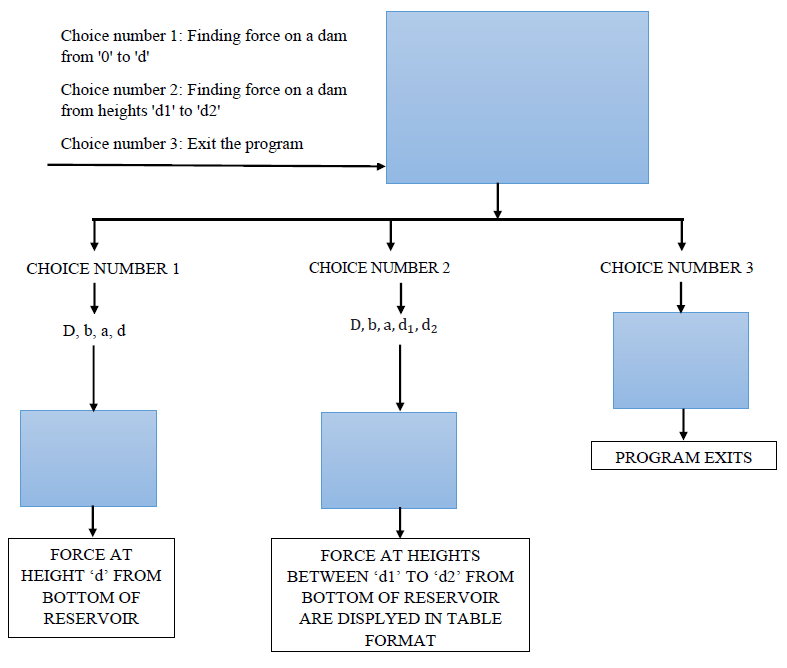 Choice number 1: Finding force on a dam
from '0' to 'd'
Choice number 2: Finding force on a dam
from heights 'd1' to 'd2'
Choice number 3: Exit the program
CHOICE NUMBER 1
CHOICE NUMBER 2
CHOICE NUMBER 3
D, b, a, d
D, b, a, d₁, d₂
PROGRAM EXITS
FORCE AT
HEIGHT ‘d’ FROM
BOTTOM OF
RESERVOIR
FORCE AT HEIGHTS
BETWEEN ‘d1’ TO ‘d2’ FROM
BOTTOM OF RESERVOIR
ARE DISPLYED IN TABLE
FORMAT